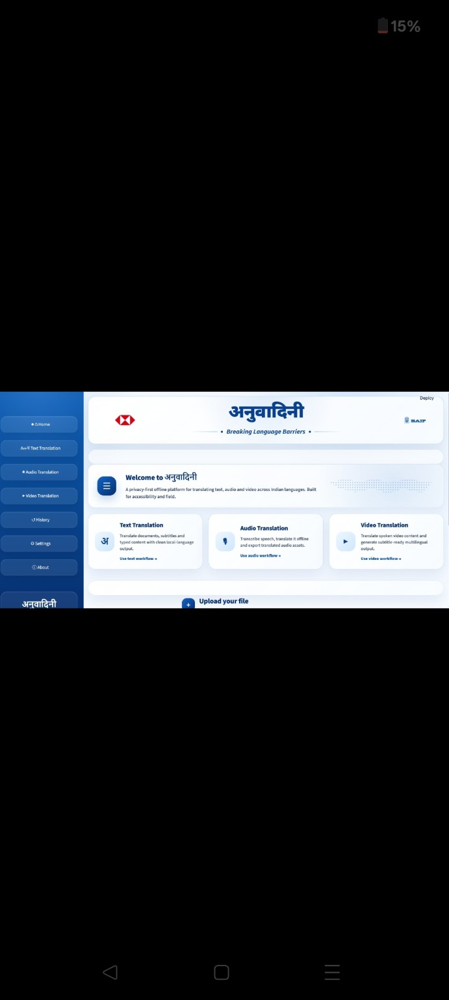 15%
Deploy
अनुवादिनी
• Breaking Language Barriers •
BAIF
Home
Text Translation
Audio Translation
Video Translation
History
Settings
About
अनुवादिनी
Welcome to अनुवादिनी
A privacy-first offline platform for translating text, audio and video across Indian languages. Built
for accessibility and field.
अ
Text Translation
Translate documents, subtitles and
typed content with clean local-language
output.
Use text workflow →
Audio Translation
Transcribe speech, translate it offline
and export translated audio assets.
Use audio workflow →
Video Translation
Translate spoken video content and
generate subtitle-ready multilingual
output.
Use video workflow →
+
Upload your file